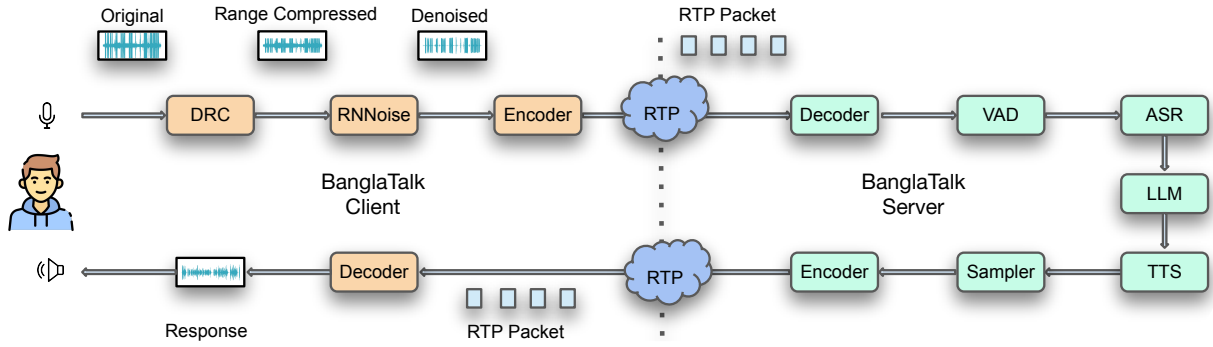 Original
Range Compressed
Denoised
RTP Packet
DRC
RNNoise
Encoder
RTP
Decoder
VAD
ASR
BanglaTalk
Client
BanglaTalk
Server
LLM
Decoder
RTP
Encoder
Sampler
TTS
Response
RTP Packet